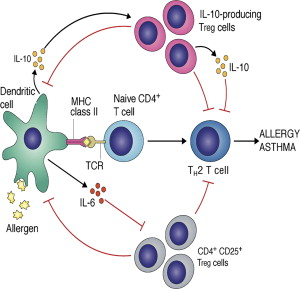 IL-10-producing
Treg cells
IL-10
IL-10
Dendritic
cell
MHC
class II
Naive CD4⁺
T cell
TCR
T_H2 T cell
ALLERGY
ASTHMA
IL-6
Allergen
CD4⁺ CD25⁺
Treg cells